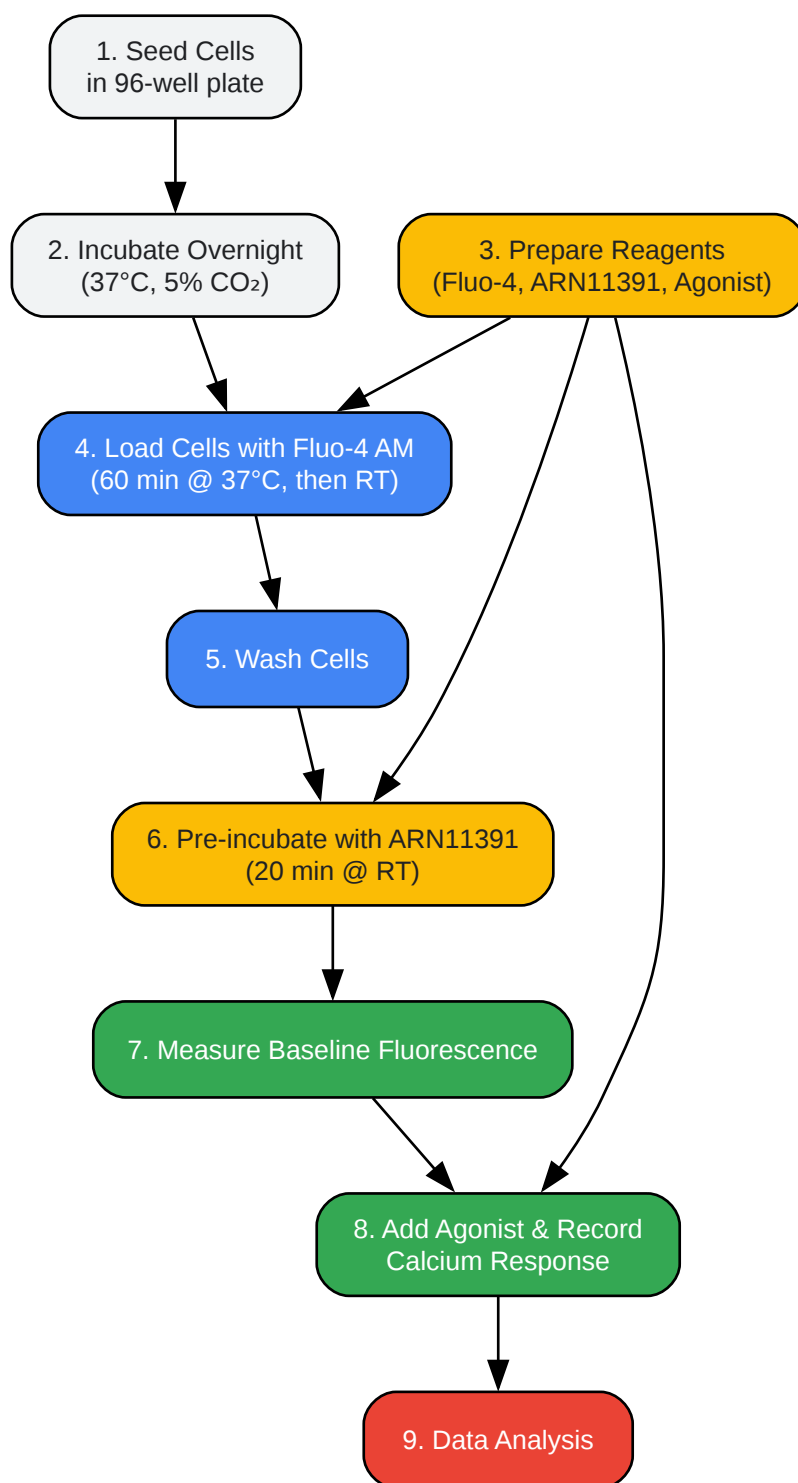 1. Seed Cells
in 96-well plate
2. Incubate Overnight
(37°C, 5% CO₂)
3. Prepare Reagents
(Fluo-4, ARN11391, Agonist)
4. Load Cells with Fluo-4 AM
(60 min @ 37°C, then RT)
5. Wash Cells
6. Pre-incubate with ARN11391
(20 min @ RT)
7. Measure Baseline Fluorescence
8. Add Agonist & Record
Calcium Response
9. Data Analysis